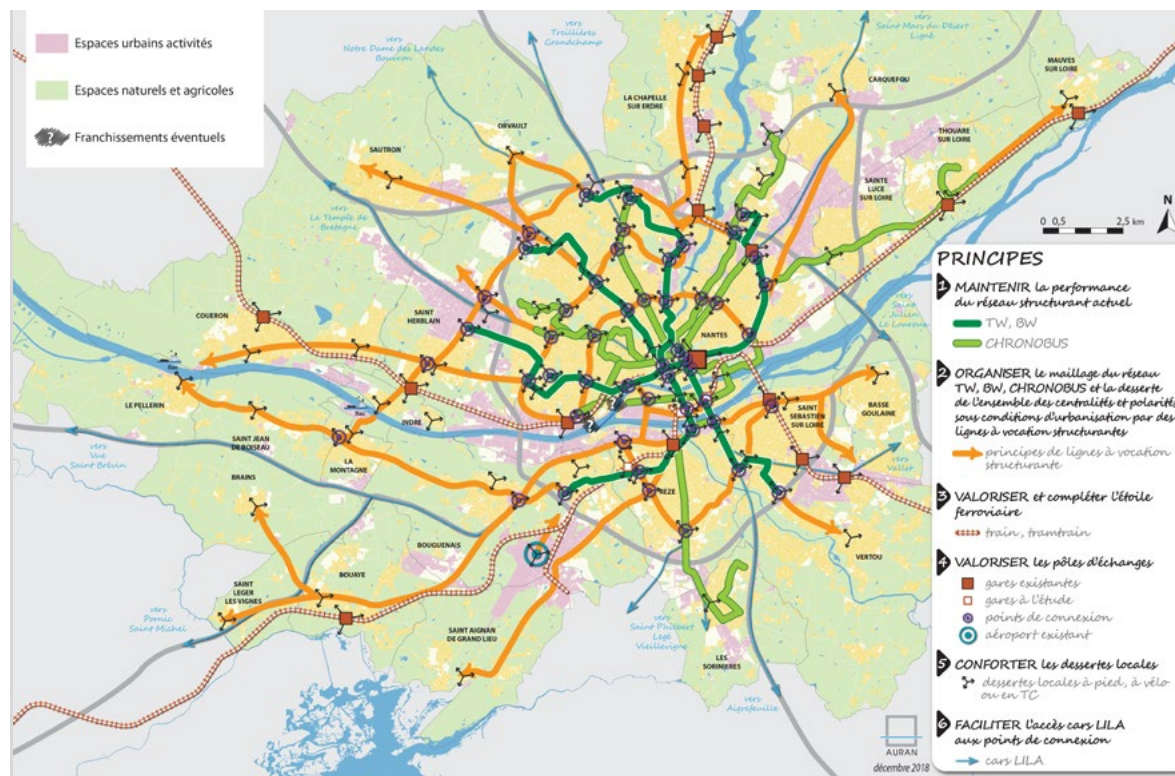 Espaces urbains activités
Espaces naturels et agricoles
? Franchissements éventuels
vers
Notre Dame des Landes
Bouvron
vers
Treillières
Grandchamp
vers
Saint Mars du Désert
Ligné
MAUVES
SUR LOIRE
CARQUEFOU
LA CHAPELLE
SUR ERDRE
THOUARE
SUR LOIRE
ORVAULT
SAUTRON
SAINTE
LUCE
SUR LOIRE
vers
Le Temple de
Bretagne
N
0 0,5 2,5 km
vers
Saint
Julien
Le Louroux
COUERON
SAINT
HERBLAIN
NANTES
Bac
LE PELLERIN
Bac
INDRE
SAINT
SEBASTIEN
SUR LOIRE
BASSE
GOULAINE
SAINT JEAN
DE BOISEAU
LA
MONTAGNE
vers
Vue
Saint Brévin
vers
Vallet
BRAINS
REZE
BOUGUENAIS
VERTOU
BOUAYE
SAINT
LEGER
LES VIGNES
vers
Pornic
Saint Michel
SAINT AIGNAN
DE GRAND LIEU
vers
Saint Philbert
Legé
Vieillevigne
LES
SORINIERES
vers
Aigrefeuille
AURAN
décembre 2018
PRINCIPES
1 MAINTENIR la performance
du réseau structurant actuel
TW, BW
CHRONOBUS
2 ORGANISER le maillage du réseau
TW, BW, CHRONOBUS et la desserte
de l'ensemble des centralités et polarités
sous conditions d'urbanisation par des
lignes à vocation structurantes
principes de lignes à vocation
structurante
3 VALORISER et compléter l'étoile
ferroviaire
train, tramtrain
4 VALORISER les pôles d'échanges
gares existantes
gares à l'étude
points de connexion
aéroport existant
5 CONFORTER les dessertes locales
dessertes locales à pied, à vélo
ou en TC
6 FACILITER l'accès cars LILA
aux points de connexion
cars LILA